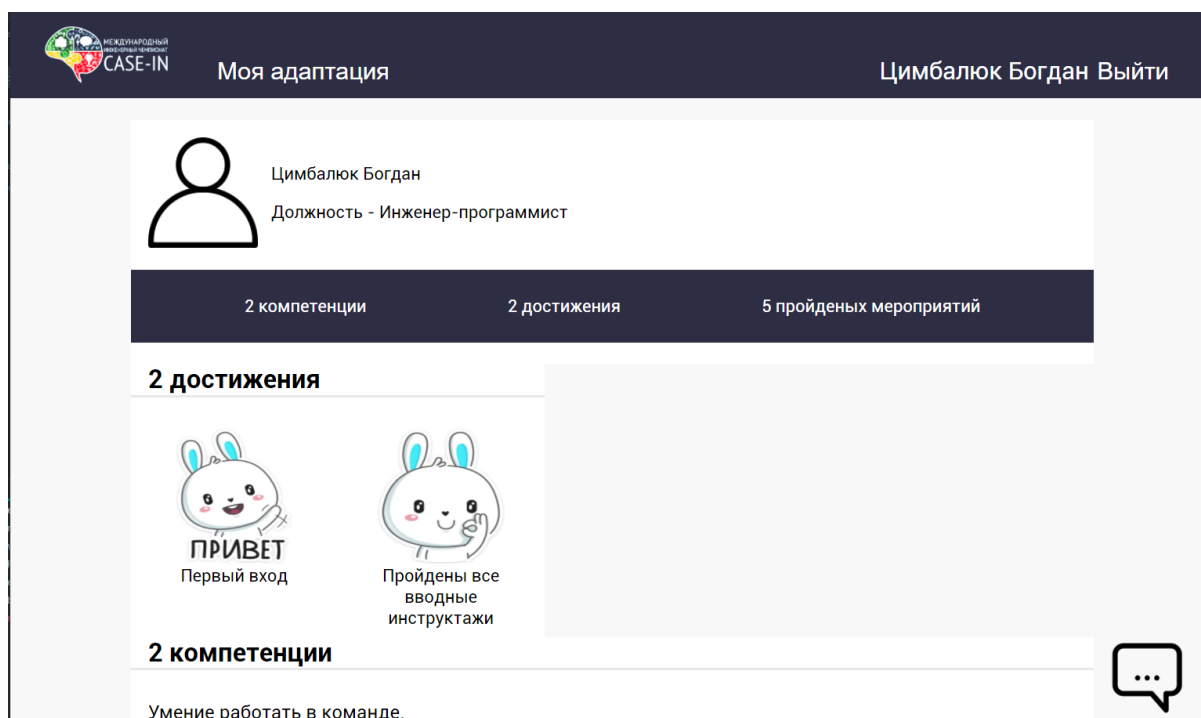 МЕЖДУНАРОДНЫЙ
ИНЖЕНЕРНЫЙ ЧЕМПИОНАТ
CASE-IN
Моя адаптация
Цимбалюк Богдан Выйти
Цимбалюк Богдан
Должность - Инженер-программист
2 компетенции 2 достижения 5 пройденых мероприятий
2 достижения
ПРИВЕТ
Первый вход
Пройдены все
вводные
инструктажи
2 компетенции
Умение работать в команде.